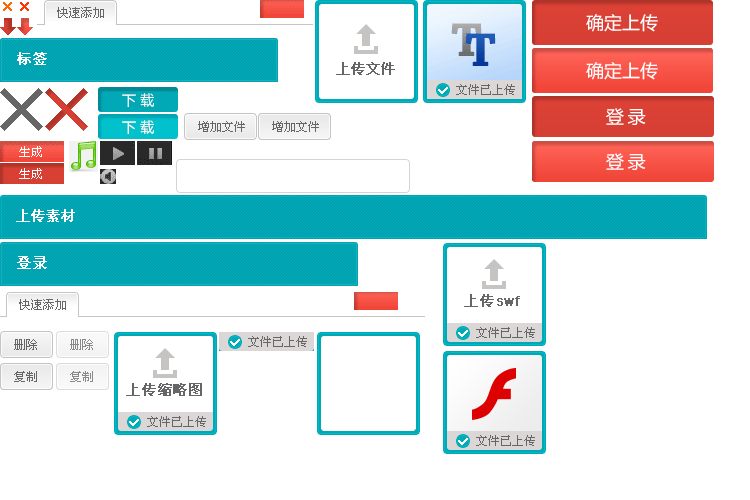 快速添加
标签
上传文件
文件已上传
确定上传
确定上传
下载
下载
增加文件
增加文件
登录
登录
生成
生成
上传素材
登录
快速添加
上传swf
文件已上传
删除
删除
复制
复制
上传缩略图
文件已上传
文件已上传
文件已上传